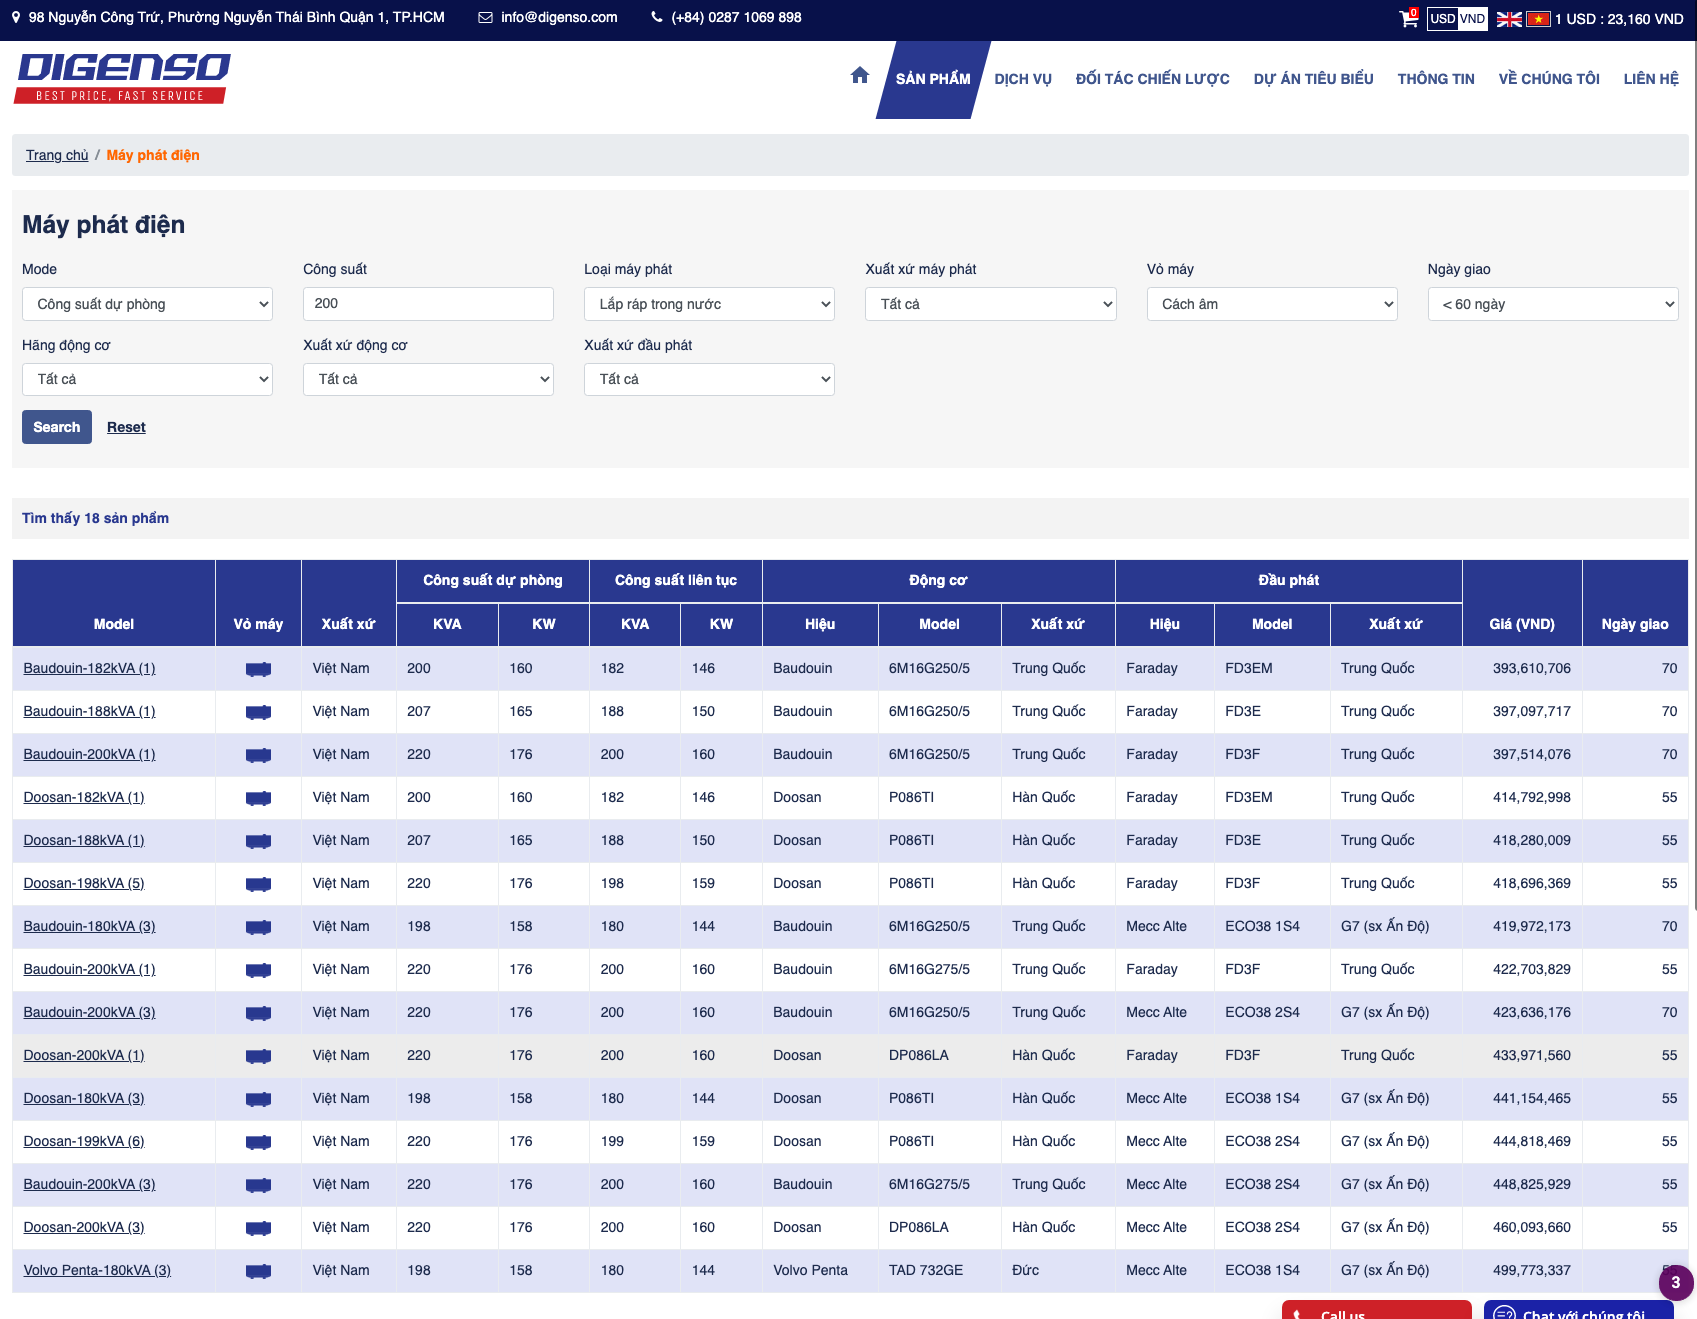 98 Nguyễn Công Trứ, Phường Nguyễn Thái Bình Quận 1, TP.HCM info@digenso.com (+84) 0287 1069 898 0 USD VND 1 USD : 23,160 VND
DIGENSO
BEST PRICE, FAST SERVICE
SẢN PHẨM DỊCH VỤ ĐỐI TÁC CHIẾN LƯỢC DỰ ÁN TIÊU BIỂU THÔNG TIN VỀ CHÚNG TÔI LIÊN HỆ
Trang chủ / Máy phát điện
Máy phát điện
Mode Công suất Loại máy phát Xuất xứ máy phát Vỏ máy Ngày giao
Công suất dự phòng 200 Lắp ráp trong nước Tất cả Cách âm < 60 ngày
Hãng động cơ Xuất xứ động cơ Xuất xứ đầu phát
Tất cả Tất cả Tất cả
Search Reset
Tìm thấy 18 sản phẩm
Công suất dự phòng Công suất liên tục Động cơ Đầu phát
Model Vỏ máy Xuất xứ KVA KW KVA KW Hiệu Model Xuất xứ Hiệu Model Xuất xứ Giá (VND) Ngày giao
Baudouin-182kVA (1) Việt Nam 200 160 182 146 Baudouin 6M16G250/5 Trung Quốc Faraday FD3EM Trung Quốc 393,610,706 70
Baudouin-188kVA (1) Việt Nam 207 165 188 150 Baudouin 6M16G250/5 Trung Quốc Faraday FD3E Trung Quốc 397,097,717 70
Baudouin-200kVA (1) Việt Nam 220 176 200 160 Baudouin 6M16G250/5 Trung Quốc Faraday FD3F Trung Quốc 397,514,076 70
Doosan-182kVA (1) Việt Nam 200 160 182 146 Doosan P086TI Hàn Quốc Faraday FD3EM Trung Quốc 414,792,998 55
Doosan-188kVA (1) Việt Nam 207 165 188 150 Doosan P086TI Hàn Quốc Faraday FD3E Trung Quốc 418,280,009 55
Doosan-198kVA (5) Việt Nam 220 176 198 159 Doosan P086TI Hàn Quốc Faraday FD3F Trung Quốc 418,696,369 55
Baudouin-180kVA (3) Việt Nam 198 158 180 144 Baudouin 6M16G250/5 Trung Quốc Mecc Alte ECO38 1S4 G7 (sx Ấn Độ) 419,972,173 70
Baudouin-200kVA (1) Việt Nam 220 176 200 160 Baudouin 6M16G275/5 Trung Quốc Faraday FD3F Trung Quốc 422,703,829 55
Baudouin-200kVA (3) Việt Nam 220 176 200 160 Baudouin 6M16G250/5 Trung Quốc Mecc Alte ECO38 2S4 G7 (sx Ấn Độ) 423,636,176 70
Doosan-200kVA (1) Việt Nam 220 176 200 160 Doosan DP086LA Hàn Quốc Faraday FD3F Trung Quốc 433,971,560 55
Doosan-180kVA (3) Việt Nam 198 158 180 144 Doosan P086TI Hàn Quốc Mecc Alte ECO38 1S4 G7 (sx Ấn Độ) 441,154,465 55
Doosan-199kVA (6) Việt Nam 220 176 199 159 Doosan P086TI Hàn Quốc Mecc Alte ECO38 2S4 G7 (sx Ấn Độ) 444,818,469 55
Baudouin-200kVA (3) Việt Nam 220 176 200 160 Baudouin 6M16G275/5 Trung Quốc Mecc Alte ECO38 2S4 G7 (sx Ấn Độ) 448,825,929 55
Doosan-200kVA (3) Việt Nam 220 176 200 160 Doosan DP086LA Hàn Quốc Mecc Alte ECO38 2S4 G7 (sx Ấn Độ) 460,093,660 55
Volvo Penta-180kVA (3) Việt Nam 198 158 180 144 Volvo Penta TAD 732GE Đức Mecc Alte ECO38 1S4 G7 (sx Ấn Độ) 499,773,337
3
Call us Chat với chúng tôi